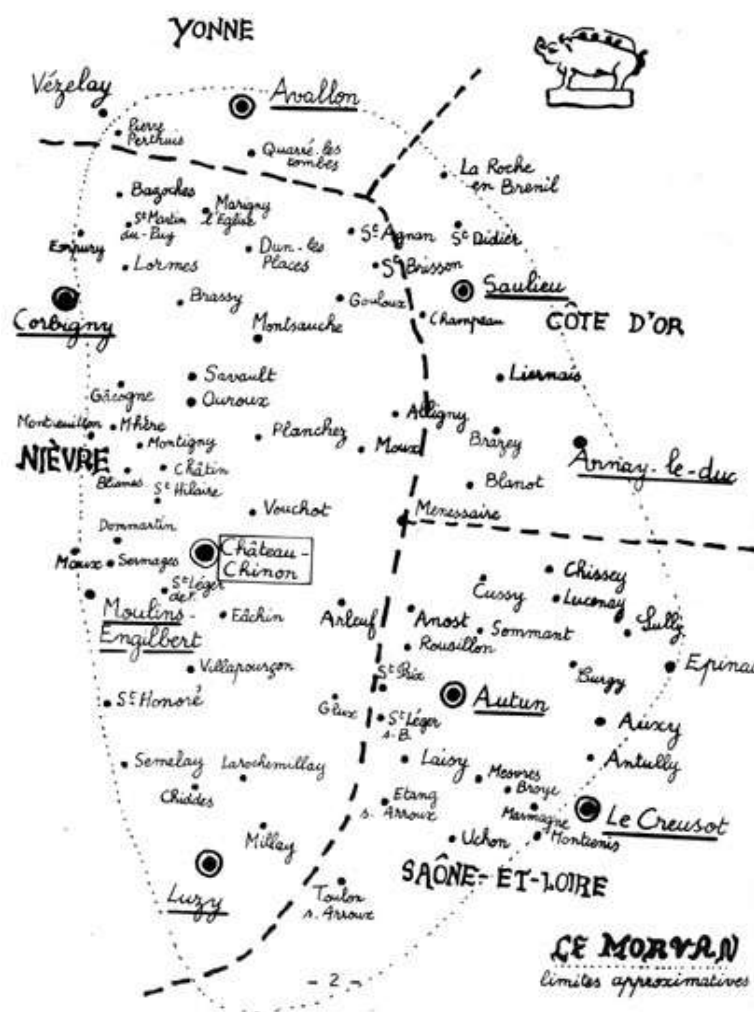 YONNE
Vézelay
Avallon
Pierre
Perthuis
Quarré-les
tombes
La Roche
en Brenil
Bazoches
Marigny
l'Eglise
St Martin
du-Puy
Empury
Dun-les
Places
St Agnan
St Didier
Lormes
St Brisson
Saulieu
Corbigny
Brassy
Gouloux
Champeau
CÔTE D'OR
Montsauche
Savault
Liernais
Gâcogne
Ouroux
Alligny
Montreuillon
Mhère
Planchez
Brazey
Montigny
Moux
Arnay-le-duc
NIÈVRE
Châtin
Blismes
St Hilaire
Blanot
Vouchot
Menessaire
Dommartin
Château-
Chinon
Moux
Sermages
Chissey
Cussy
St Léger
de F.
Lucenay
Moulins-
Engilbert
Fâchin
Arleuf
Anost
Sommant
Sully
Rousillon
Villapourçon
St Prix
Burgy
Epinac
St Honoré
Glux
St Léger
s. B.
Autun
Auxy
Semelay
Larochemillay
Laisy
Mesvres
Antully
Chiddes
Broye
Etang
s. Arroux
Marmagne
Le Creusot
Millay
Uchon
Montcenis
Luzy
Toulon
s. Arroux
SAÔNE-ET-LOIRE
LE MORVAN
- 2 -
limites approximatives